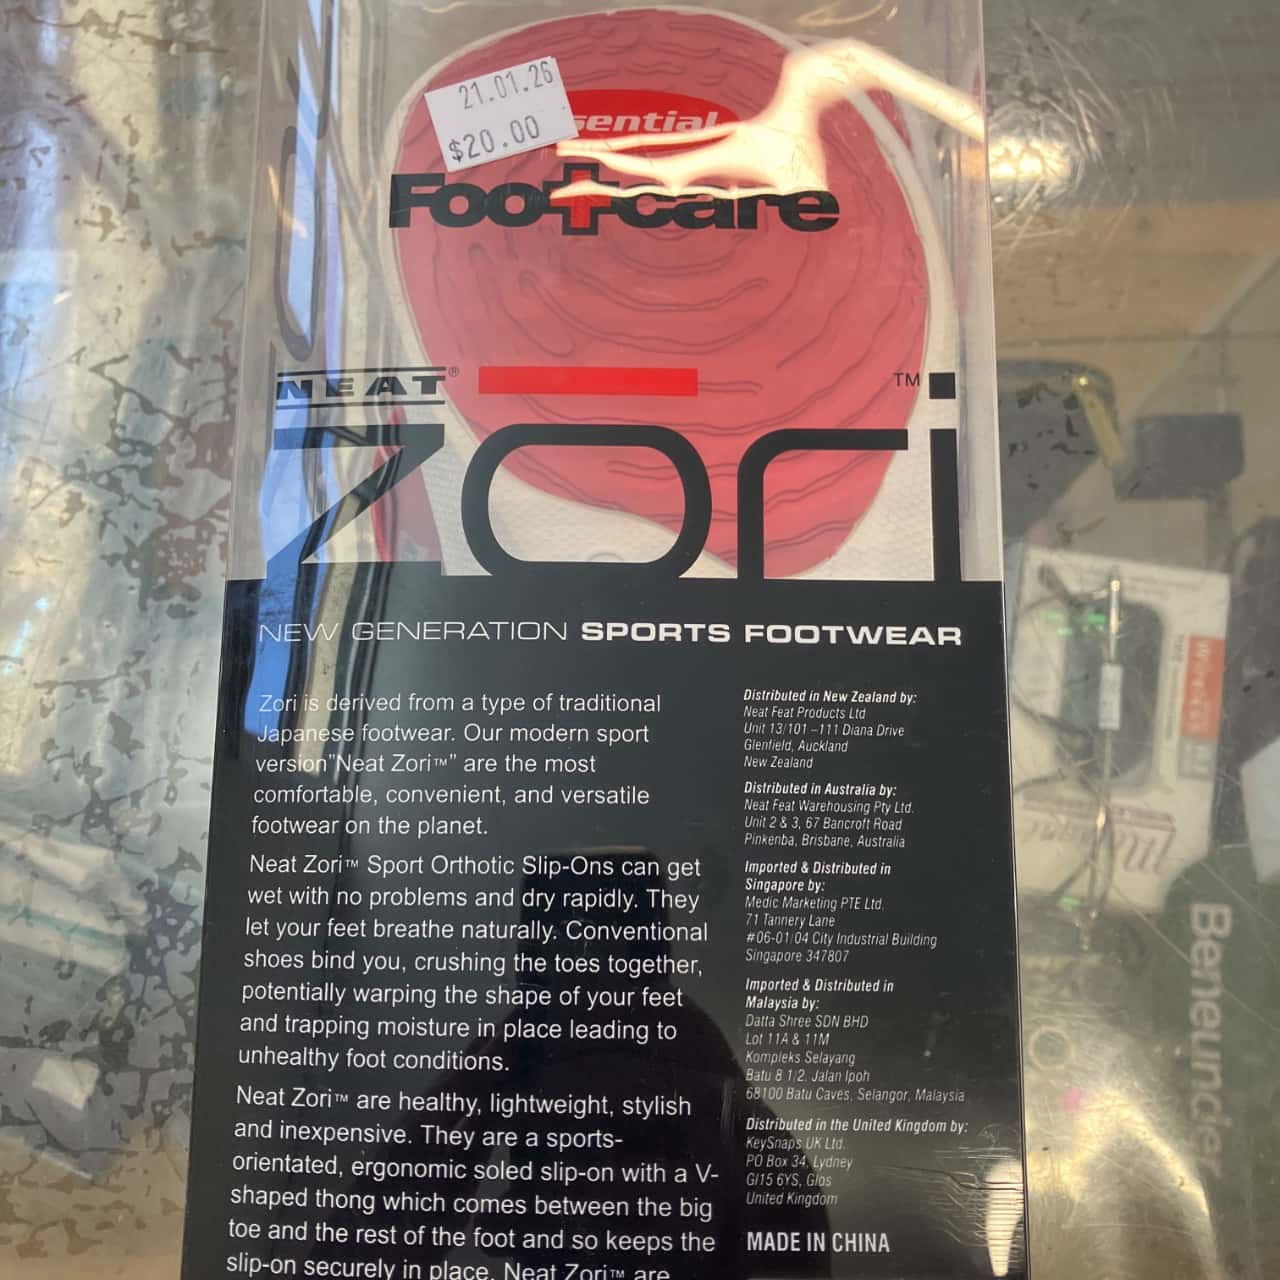 21.01.26
$20.00
sential
Footcare
NEAT®
TM
Zori
NEW GENERATION SPORTS FOOTWEAR
Zori is derived from a type of traditional
Japanese footwear. Our modern sport
version"Neat Zori™" are the most
comfortable, convenient, and versatile
footwear on the planet.
Neat Zori™ Sport Orthotic Slip-Ons can get
wet with no problems and dry rapidly. They
let your feet breathe naturally. Conventional
shoes bind you, crushing the toes together,
potentially warping the shape of your feet
and trapping moisture in place leading to
unhealthy foot conditions.
Neat Zori™ are healthy, lightweight, stylish
and inexpensive. They are a sports-
orientated, ergonomic soled slip-on with a V-
shaped thong which comes between the big
toe and the rest of the foot and so keeps the
slip-on securely in place. Neat Zori™ are
Distributed in New Zealand by:
Neat Feat Products Ltd
Unit 13/101 –111 Diana Drive
Glenfield, Auckland
New Zealand
Distributed in Australia by:
Neat Feat Warehousing Pty Ltd.
Unit 2 & 3, 67 Bancroft Road
Pinkenba, Brisbane, Australia
Imported & Distributed in
Singapore by:
Medic Marketing PTE Ltd,
71 Tannery Lane
#06-01/04 City Industrial Building
Singapore 347807
Imported & Distributed in
Malaysia by:
Datta Shree SDN BHD
Lot 11A & 11M
Kompleks Selayang
Batu 8 1/2. Jalan Ipoh
68100 Batu Caves, Selangor, Malaysia
Distributed in the United Kingdom by:
KeySnaps UK Ltd.
PO Box 34, Lydney
Gl15 6YS, Glos
United Kingdom
MADE IN CHINA
Wireless